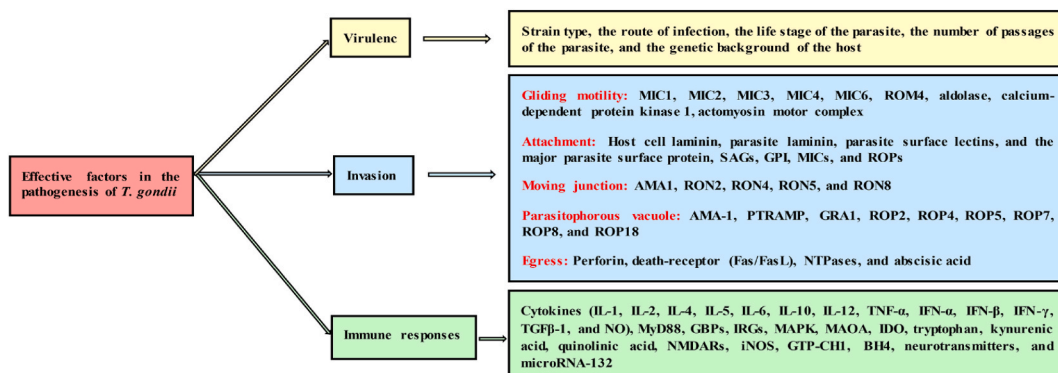 Virulenc
Strain type, the route of infection, the life stage of the parasite, the number of passages
of the parasite, and the genetic background of the host
Effective factors in the
pathogenesis of T. gondii
Invasion
Gliding motility: MIC1, MIC2, MIC3, MIC4, MIC6, ROM4, aldolase, calcium-
dependent protein kinase 1, actomyosin motor complex
Attachment: Host cell laminin, parasite laminin, parasite surface lectins, and the
major parasite surface protein, SAGs, GPI, MICs, and ROPs
Moving junction: AMA1, RON2, RON4, RON5, and RON8
Parasitophorous vacuole: AMA-1, PTRAMP, GRA1, ROP2, ROP4, ROP5, ROP7,
ROP8, and ROP18
Egress: Perforin, death-receptor (Fas/FasL), NTPases, and abscisic acid
Immune responses
Cytokines (IL-1, IL-2, IL-4, IL-5, IL-6, IL-10, IL-12, TNF-α, IFN-α, IFN-β, IFN-γ,
TGFβ-1, and NO), MyD88, GBPs, IRGs, MAPK, MAOA, IDO, tryptophan, kynurenic
acid, quinolinic acid, NMDARs, iNOS, GTP-CH1, BH4, neurotransmitters, and
microRNA-132